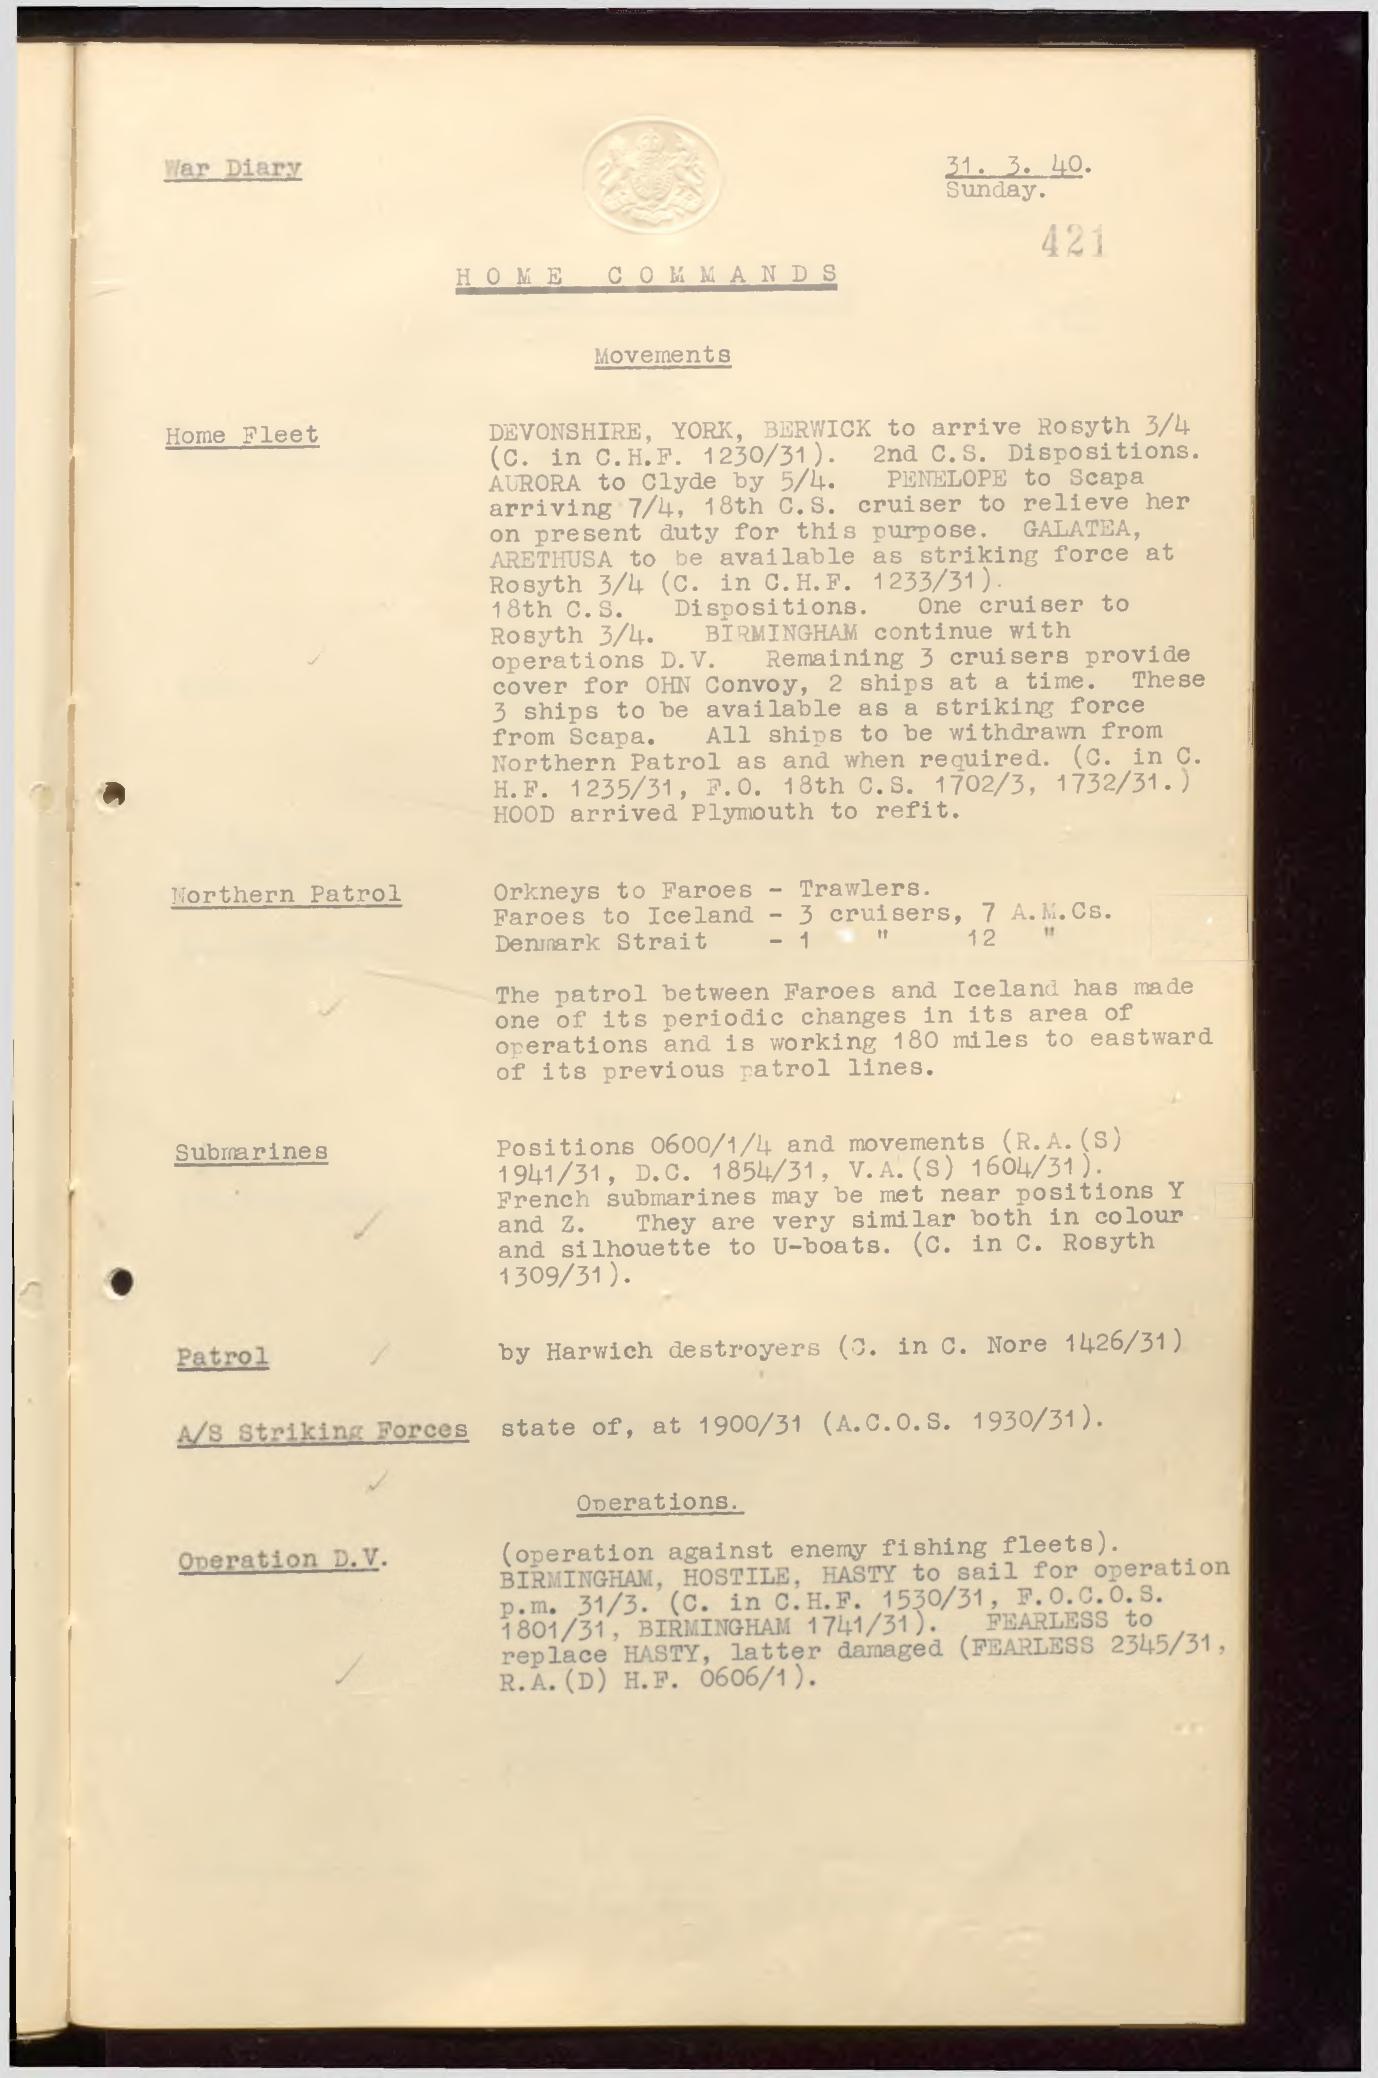 War Diary
31. 3. 40.
Sunday.
421
HOME COMMANDS
Movements
Home Fleet
DEVONSHIRE, YORK, BERWICK to arrive Rosyth 3/4
(C. in C.H.F. 1230/31). 2nd C.S. Dispositions.
AURORA to Clyde by 5/4. PENELOPE to Scapa
arriving 7/4, 18th C.S. cruiser to relieve her
on present duty for this purpose. GALATEA,
ARETHUSA to be available as striking force at
Rosyth 3/4 (C. in C.H.F. 1233/31).
18th C.S. Dispositions. One cruiser to
Rosyth 3/4. BIRMINGHAM continue with
operations D.V. Remaining 3 cruisers provide
cover for OHN Convoy, 2 ships at a time. These
3 ships to be available as a striking force
from Scapa. All ships to be withdrawn from
Northern Patrol as and when required. (C. in C.
H.F. 1235/31, F.O. 18th C.S. 1702/3, 1732/31.)
HOOD arrived Plymouth to refit.
Northern Patrol
Orkneys to Faroes - Trawlers.
Faroes to Iceland - 3 cruisers, 7 A.M.Cs.
Denmark Strait - 1 " 12 "
The patrol between Faroes and Iceland has made
one of its periodic changes in its area of
operations and is working 180 miles to eastward
of its previous patrol lines.
Submarines
Positions 0600/1/4 and movements (R.A.(S)
1941/31, D.C. 1854/31, V.A.(S) 1604/31).
French submarines may be met near positions Y
and Z. They are very similar both in colour
and silhouette to U-boats. (C. in C. Rosyth
1309/31).
Patrol
by Harwich destroyers (C. in C. Nore 1426/31)
A/S Striking Forces
state of, at 1900/31 (A.C.O.S. 1930/31).
Operations.
Operation D.V.
(operation against enemy fishing fleets).
BIRMINGHAM, HOSTILE, HASTY to sail for operation
p.m. 31/3. (C. in C.H.F. 1530/31, F.O.C.O.S.
1801/31, BIRMINGHAM 1741/31). FEARLESS to
replace HASTY, latter damaged (FEARLESS 2345/31,
R.A.(D) H.F. 0606/1).